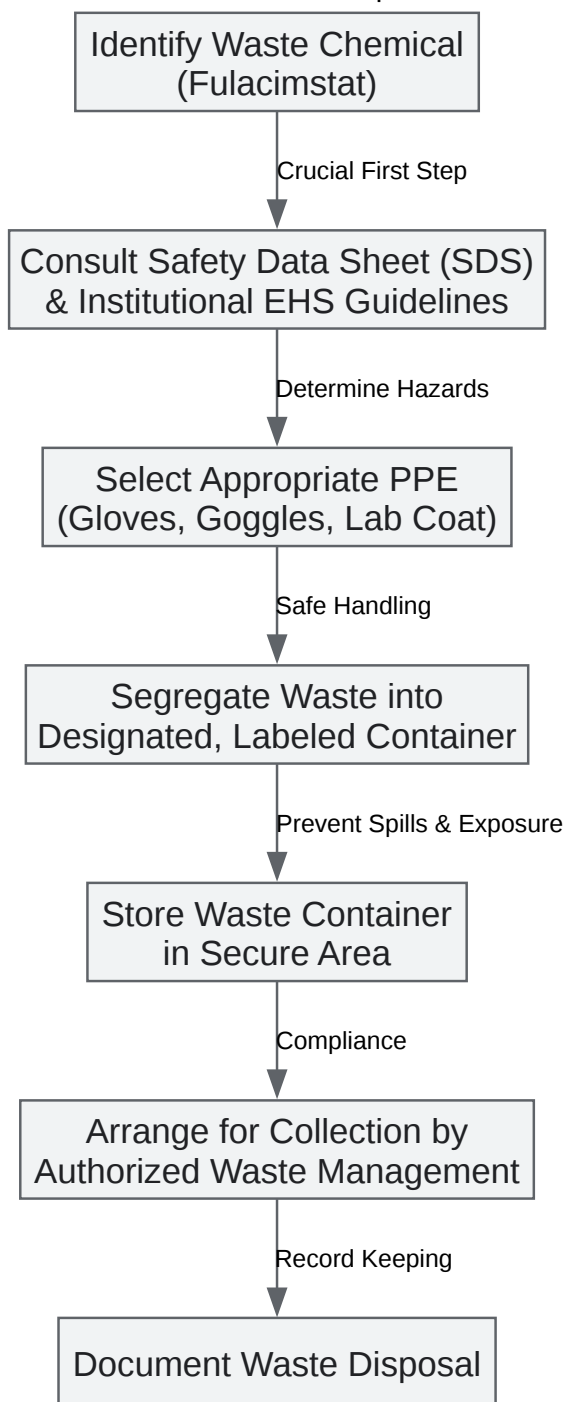 Identify Waste Chemical
(Fulacimstat)
Crucial First Step
Consult Safety Data Sheet (SDS)
& Institutional EHS Guidelines
Determine Hazards
Select Appropriate PPE
(Gloves, Goggles, Lab Coat)
Safe Handling
Segregate Waste into
Designated, Labeled Container
Prevent Spills & Exposure
Store Waste Container
in Secure Area
Compliance
Arrange for Collection by
Authorized Waste Management
Record Keeping
Document Waste Disposal